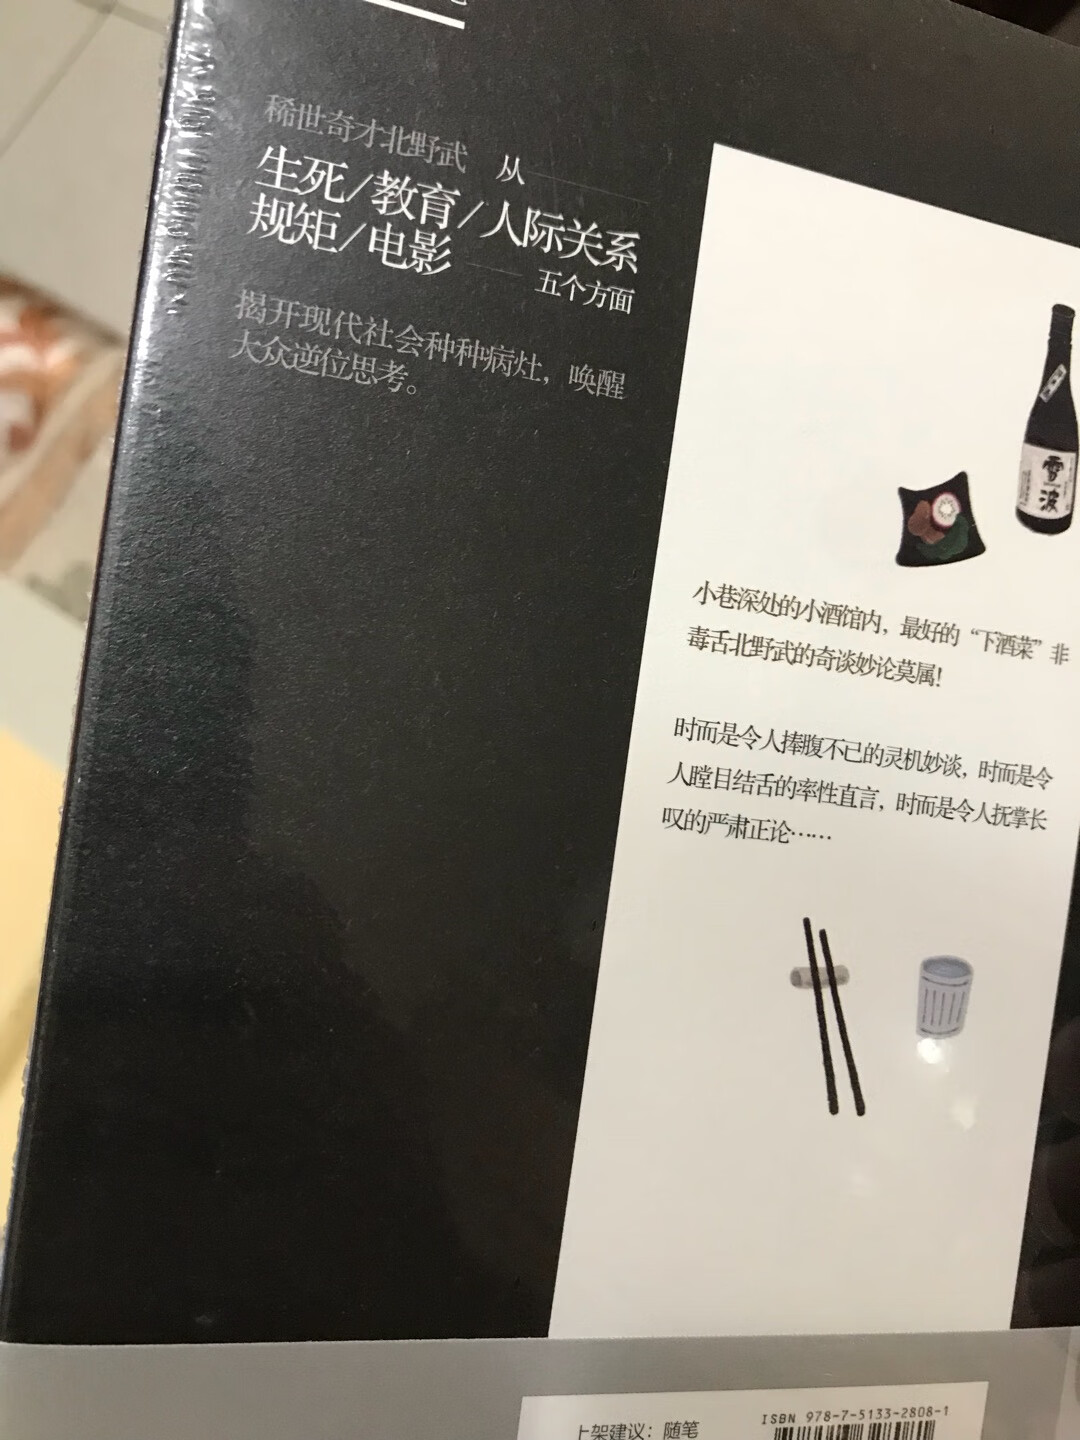 稀世奇才北野武 从
生死/教育/人际关系
规矩/电影——五个方面
揭开现代社会种种病灶，唤醒
大众逆位思考。
雪波
小巷深处的小酒馆内，最好的“下酒菜”非
毒舌北野武的奇谈妙论莫属！
时而是令人捧腹不已的灵机妙谈，时而是令
人瞠目结舌的率性直言，时而是令人抚掌长
叹的严肃正论……
上架建议：随笔
ISBN 978-7-5133-2808-1